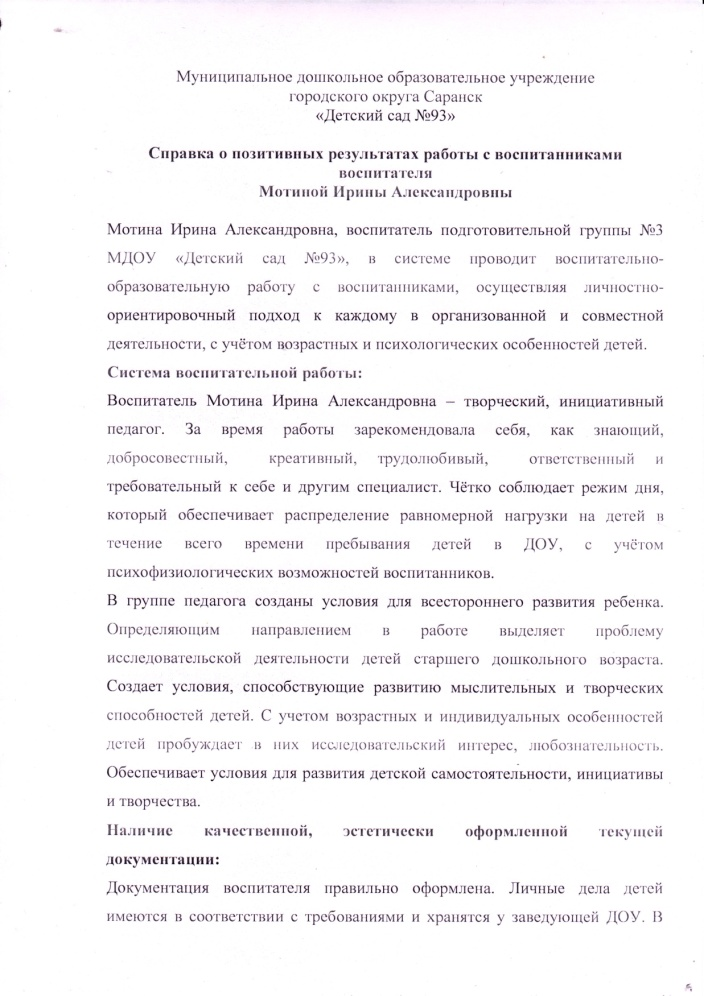 Муниципальное дошкольное образовательное учреждение
городского округа Саранск
«Детский сад №93»
Справка о позитивных результатах работы с воспитанниками
воспитателя
Мотиной Ирины Александровны
Мотина Ирина Александровна, воспитатель подготовительной группы №3
МДОУ «Детский сад №93», в системе проводит воспитательно-
образовательную работу с воспитанниками, осуществляя личностно-
ориентировочный подход к каждому в организованной и совместной
деятельности, с учётом возрастных и психологических особенностей детей.
Система воспитательной работы:
Воспитатель Мотина Ирина Александровна – творческий, инициативный
педагог. За время работы зарекомендовала себя, как знающий,
добросовестный, креативный, трудолюбивый, ответственный и
требовательный к себе и другим специалист. Чётко соблюдает режим дня,
который обеспечивает распределение равномерной нагрузки на детей в
течение всего времени пребывания детей в ДОУ, с учётом
психофизиологических возможностей воспитанников.
В группе педагога созданы условия для всестороннего развития ребенка.
Определяющим направлением в работе выделяет проблему
исследовательской деятельности детей старшего дошкольного возраста.
Создает условия, способствующие развитию мыслительных и творческих
способностей детей. С учетом возрастных и индивидуальных особенностей
детей пробуждает в них исследовательский интерес, любознательность.
Обеспечивает условия для развития детской самостоятельности, инициативы
и творчества.
Наличие качественной, эстетически оформленной текущей
документации:
Документация воспитателя правильно оформлена. Личные дела детей
имеются в соответствии с требованиями и хранятся у заведующей ДОУ. В